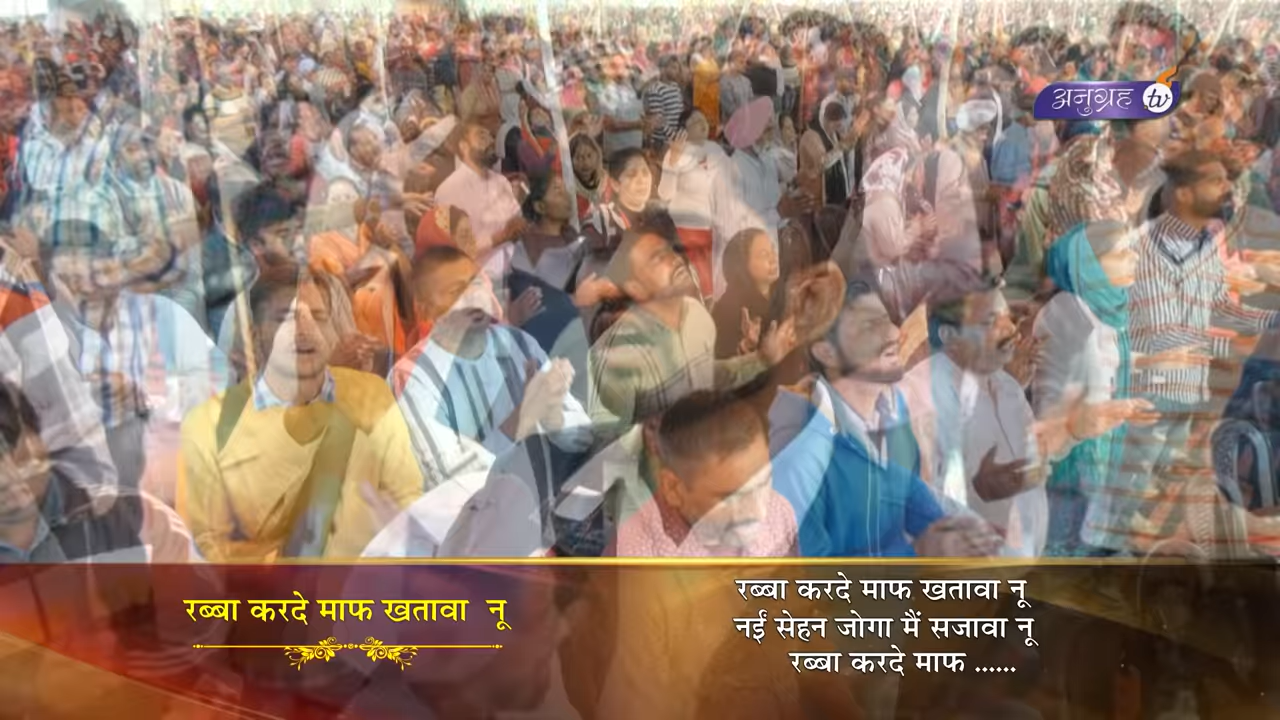 अनुग्रह tv
रब्बा करदे माफ खतावा नू
रब्बा करदे माफ खतावा नू
नईं सेहन जोगा मैं सजावा नू
रब्बा करदे माफ ......